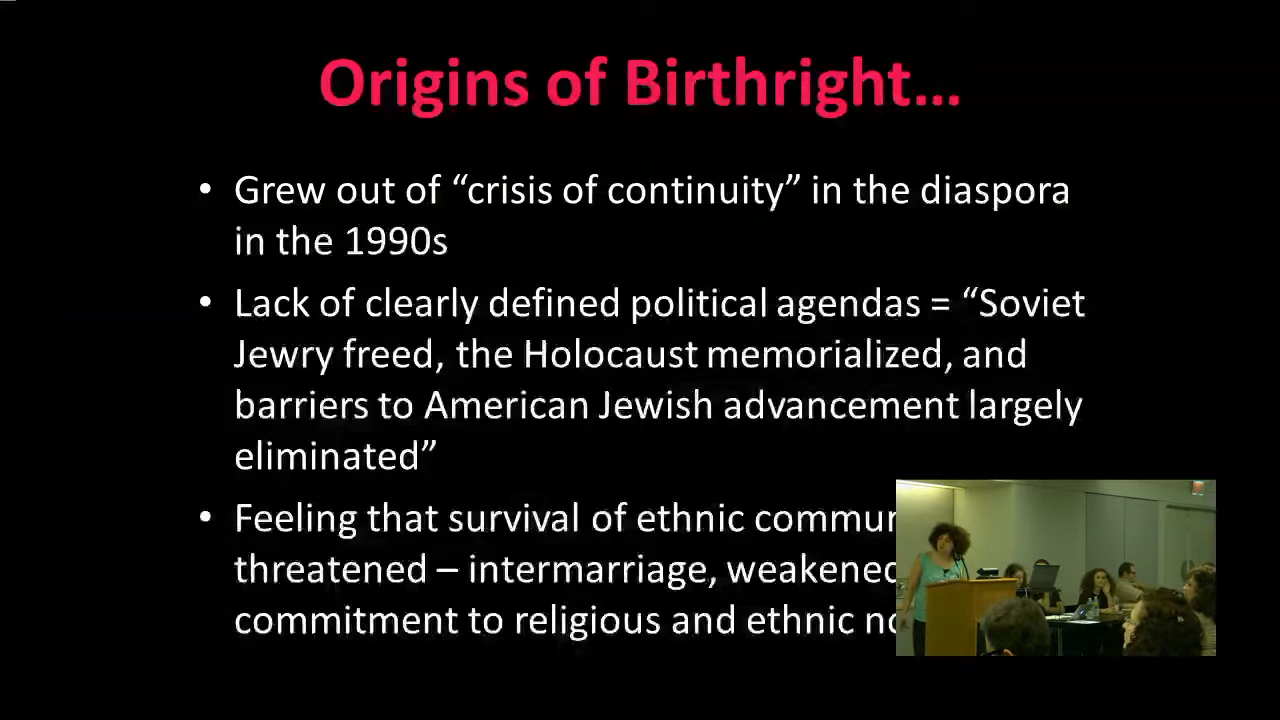 Origins of Birthright…
• Grew out of “crisis of continuity” in the diaspora
in the 1990s
• Lack of clearly defined political agendas = “Soviet
Jewry freed, the Holocaust memorialized, and
barriers to American Jewish advancement largely
eliminated”
• Feeling that survival of ethnic
threatened – intermarriage, weakened
commitment to religious and ethnic